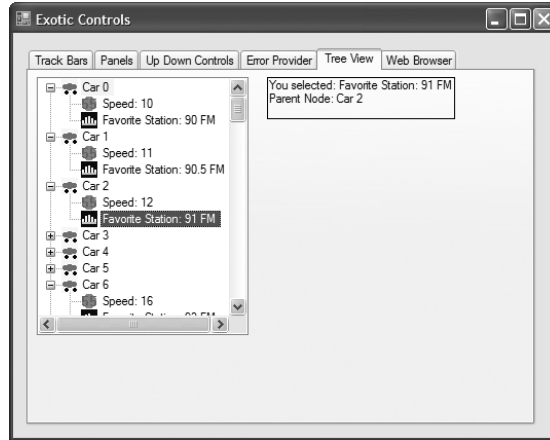 Exotic Controls
Track Bars Panels Up Down Controls Error Provider Tree View Web Browser
Car 0
Speed: 10
Favorite Station: 90 FM
Car 1
Speed: 11
Favorite Station: 90.5 FM
Car 2
Speed: 12
Favorite Station: 91 FM
Car 3
Car 4
Car 5
Car 6
Speed: 16
You selected: Favorite Station: 91 FM
Parent Node: Car 2